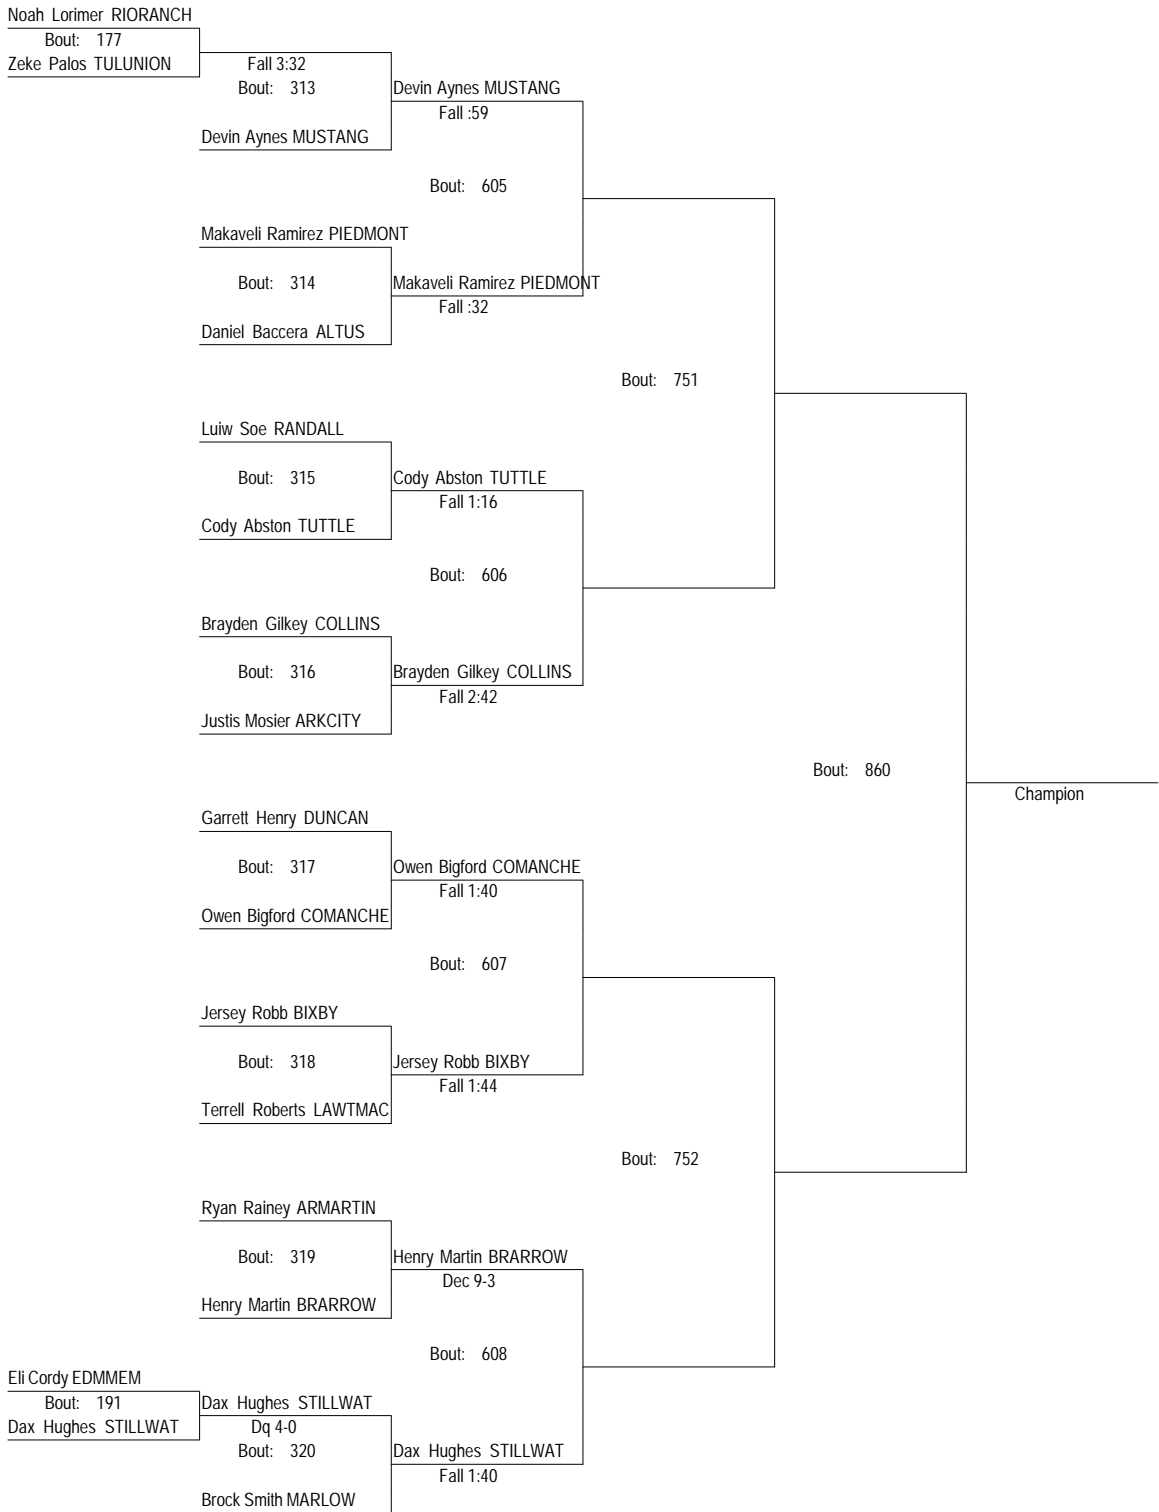 Noah Lorimer RIORANCH
Bout: 177
Zeke Palos TULUNION
Fall 3:32
Bout: 313
Devin Aynes MUSTANG
Fall :59
Devin Aynes MUSTANG
Bout: 605
Makaveli Ramirez PIEDMONT
Bout: 314
Makaveli Ramirez PIEDMONT
Fall :32
Daniel Baccera ALTUS
Bout: 751
Luiw Soe RANDALL
Bout: 315
Cody Abston TUTTLE
Fall 1:16
Cody Abston TUTTLE
Bout: 606
Brayden Gilkey COLLINS
Bout: 316
Brayden Gilkey COLLINS
Fall 2:42
Justis Mosier ARKCITY
Bout: 860
Champion
Garrett Henry DUNCAN
Bout: 317
Owen Bigford COMANCHE
Fall 1:40
Owen Bigford COMANCHE
Bout: 607
Jersey Robb BIXBY
Bout: 318
Jersey Robb BIXBY
Fall 1:44
Terrell Roberts LAWTMAC
Bout: 752
Ryan Rainey ARMARTIN
Bout: 319
Henry Martin BRARROW
Dec 9-3
Henry Martin BRARROW
Bout: 608
Eli Cordy EDMMEM
Bout: 191
Dax Hughes STILLWAT
Dax Hughes STILLWAT
Dq 4-0
Bout: 320
Dax Hughes STILLWAT
Fall 1:40
Brock Smith MARLOW